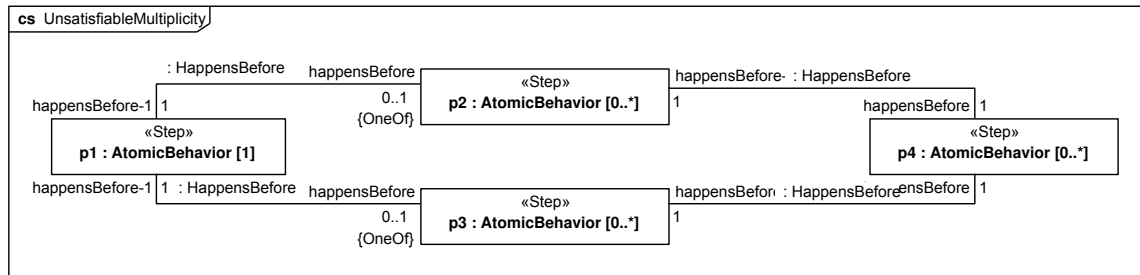 cs UnsatisfiableMultiplicity
: HappensBefore
happensBefore
«Step»
p2 : AtomicBehavior [0..*]
happensBefore-
: HappensBefore
0..1
{OneOf}
1
happensBefore-1
1
happensBefore
1
«Step»
p1 : AtomicBehavior [1]
«Step»
p4 : AtomicBehavior [0..*]
happensBefore-1
1
: HappensBefore
happensBefore
«Step»
p3 : AtomicBehavior [0..*]
: HappensBefore
ensBefore
1
0..1
{OneOf}
1